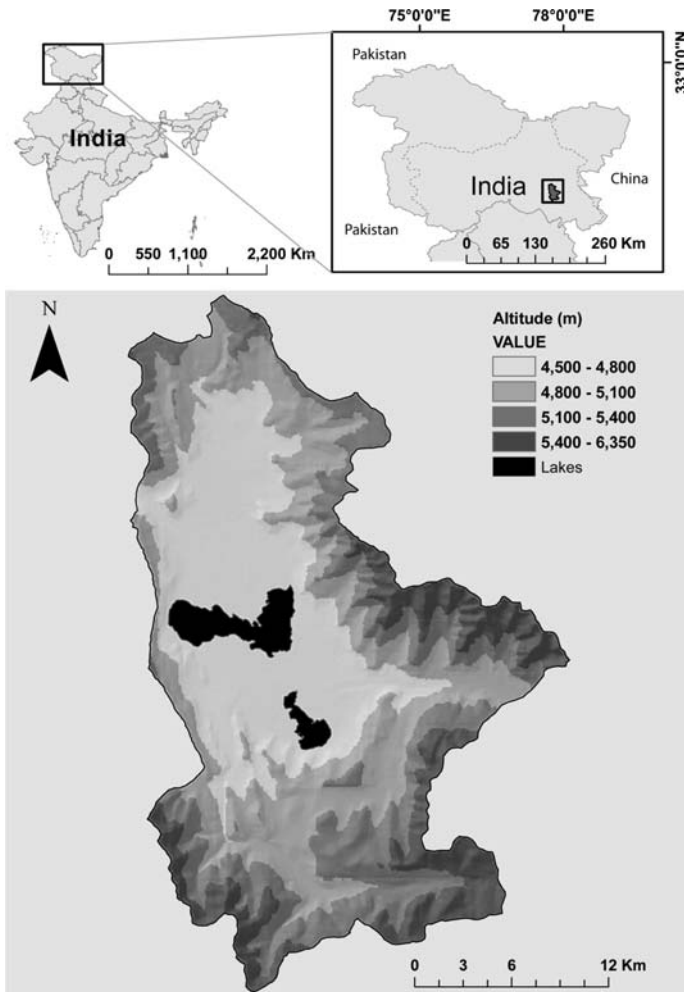 75°0'0"E 78°0'0"E
33°0'0"N
Pakistan
India
India
China
Pakistan
0 65 130 260 Km
0 550 1,100 2,200 Km
N
Altitude (m)
VALUE
4,500 - 4,800
4,800 - 5,100
5,100 - 5,400
5,400 - 6,350
Lakes
0 3 6 12 Km